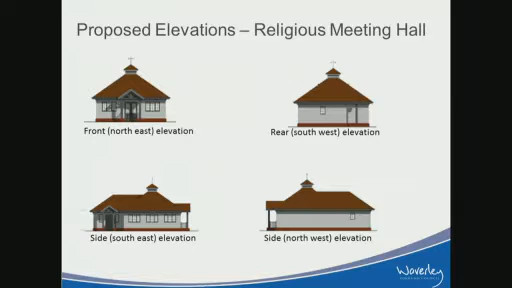 Proposed Elevations – Religious Meeting Hall
Front (north east) elevation
Rear (south west) elevation
Side (south east) elevation
Side (north west) elevation
Waverley